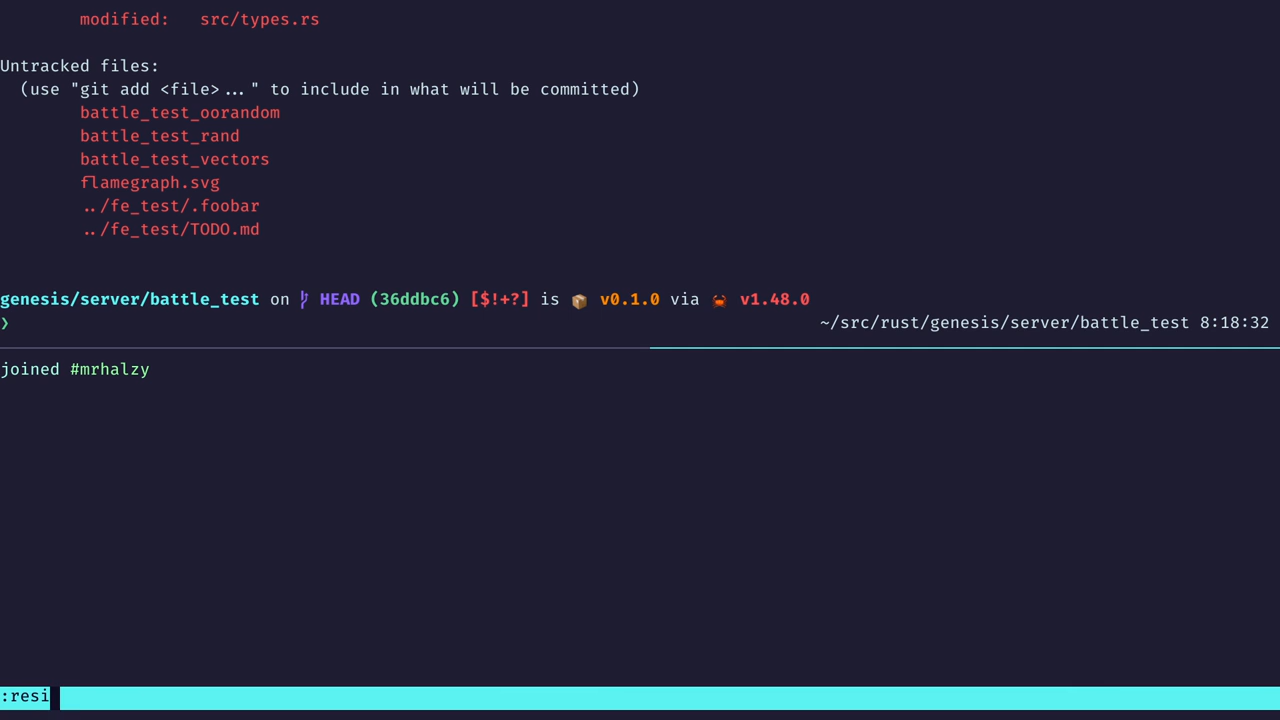 modified:   src/types.rs
Untracked files:
(use "git add <file>..." to include in what will be committed)
battle_test_oorandom
battle_test_rand
battle_test_vectors
flamegraph.svg
../fe_test/.foobar
../fe_test/TODO.md
genesis/server/battle_test on HEAD (36ddbc6) [$!+?] is 📦 v0.1.0 via 🦀 v1.48.0
❯ ~/src/rust/genesis/server/battle_test 8:18:32
joined #mrhalzy
:resi